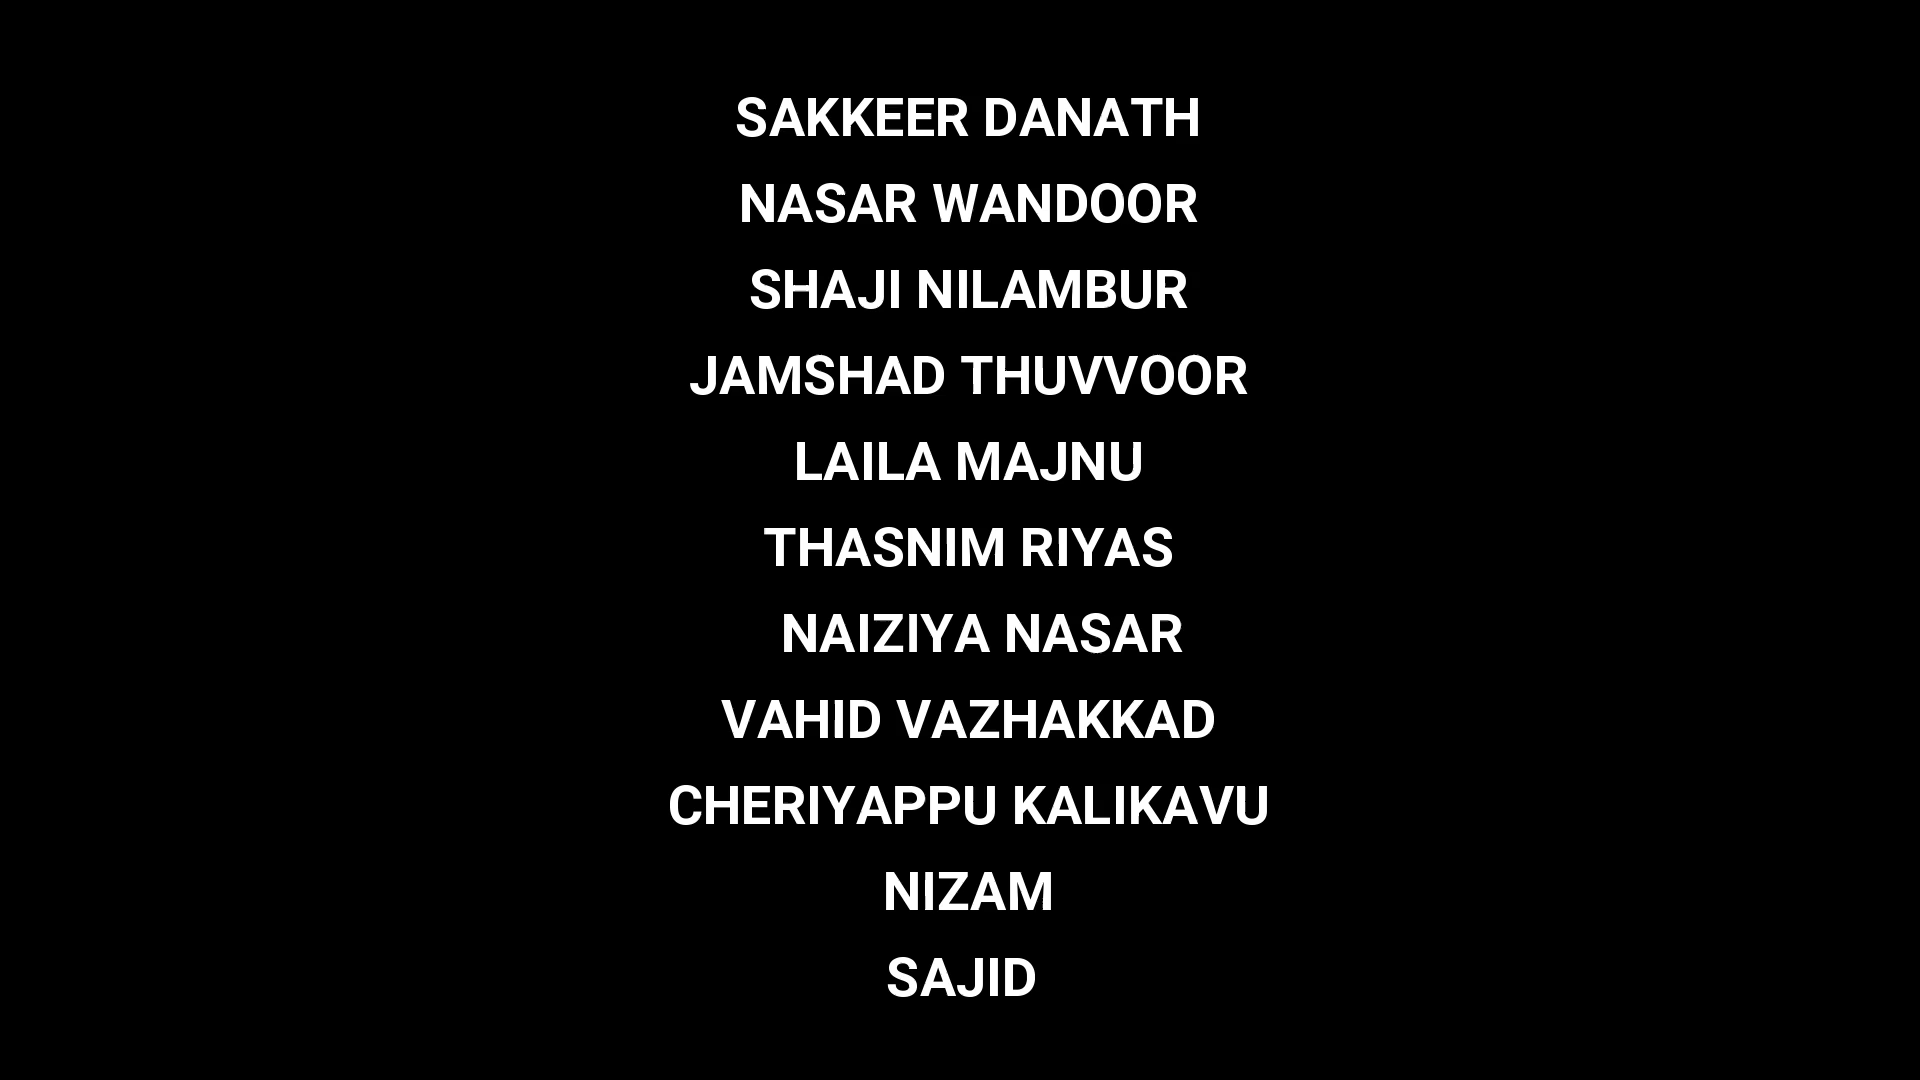 SAKKEER DANATH
NASAR WANDOOR
SHAJI NILAMBUR
JAMSHAD THUVVOOR
LAILA MAJNU
THASNIM RIYAS
NAIZIYA NASAR
VAHID VAZHAKKAD
CHERIYAPPU KALIKAVU
NIZAM
SAJID